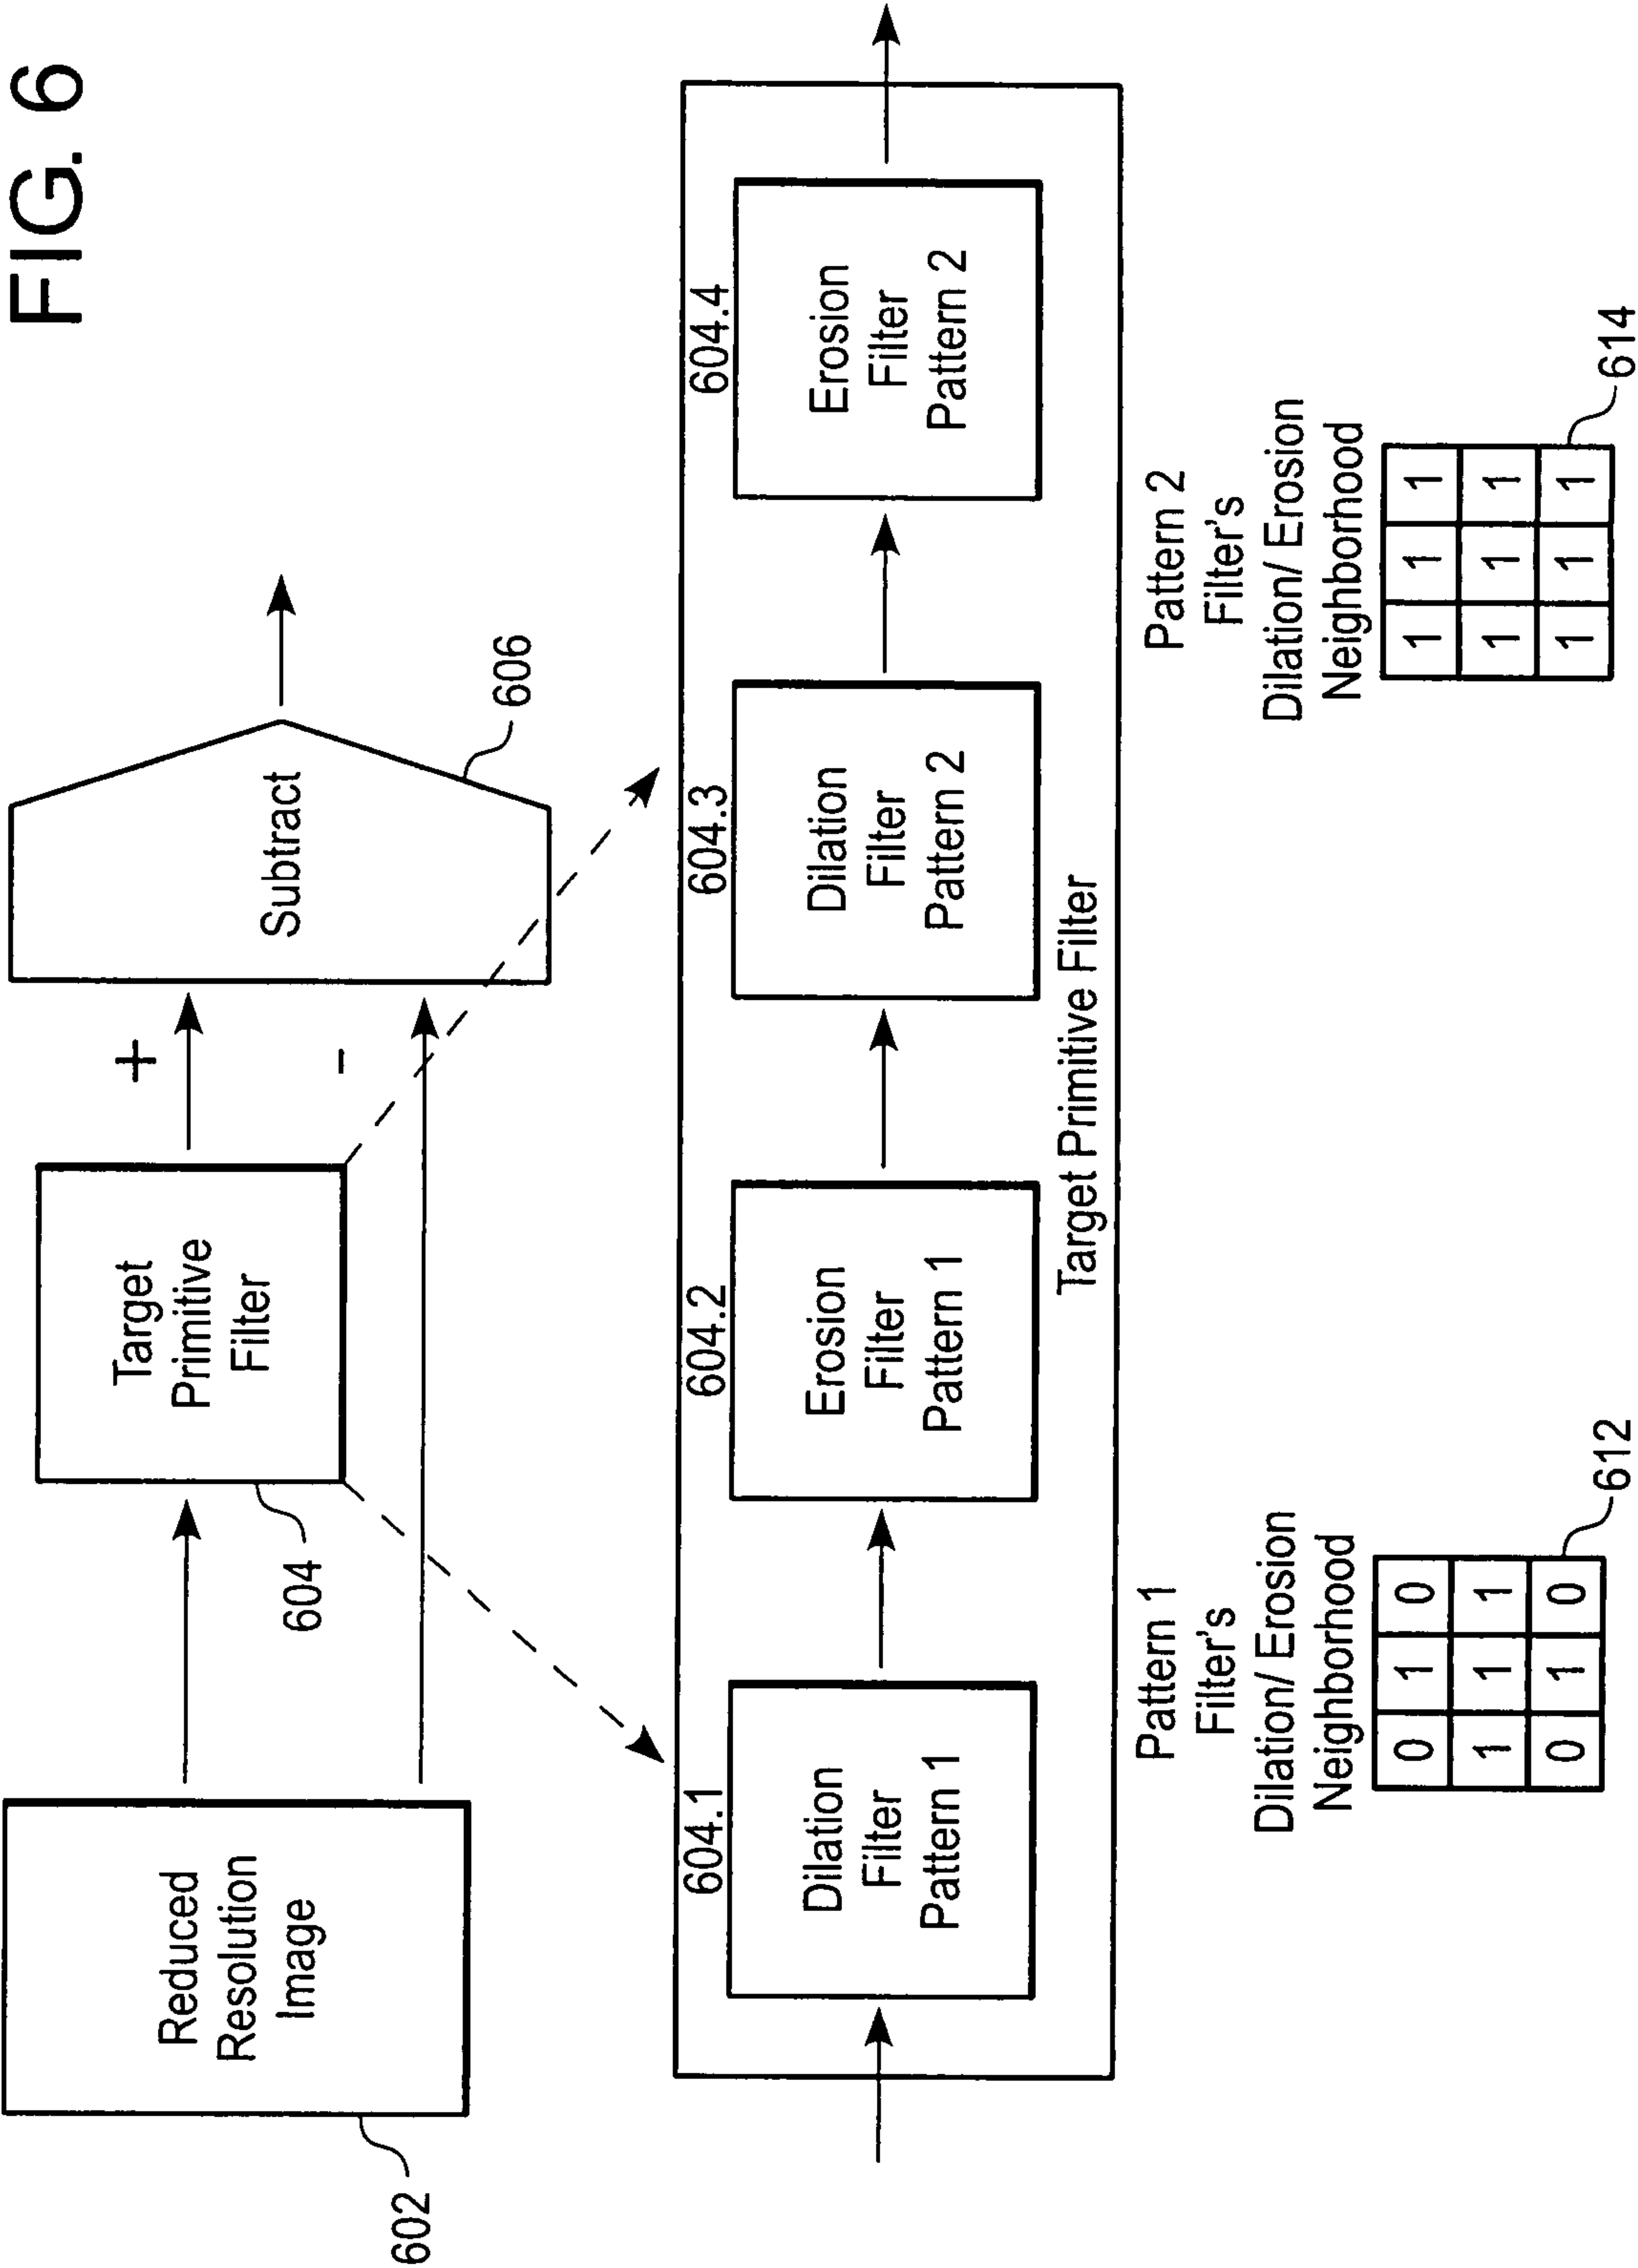 FIG. 6
Reduced
Resolution
Image
602
Target
Primitive
Filter
604
+
-
Subtract
606
604.1
Dilation
Filter
Pattern 1
604.2
Erosion
Filter
Pattern 1
604.3
Dilation
Filter
Pattern 2
604.4
Erosion
Filter
Pattern 2
Target Primitive Filter
Pattern 1
Filter's
Dilation/ Erosion
Neighborhood
0 1 0
1 1 1
0 1 0
612
Pattern 2
Filter's
Dilation/ Erosion
Neighborhood
1 1 1
1 1 1
1 1 1
614